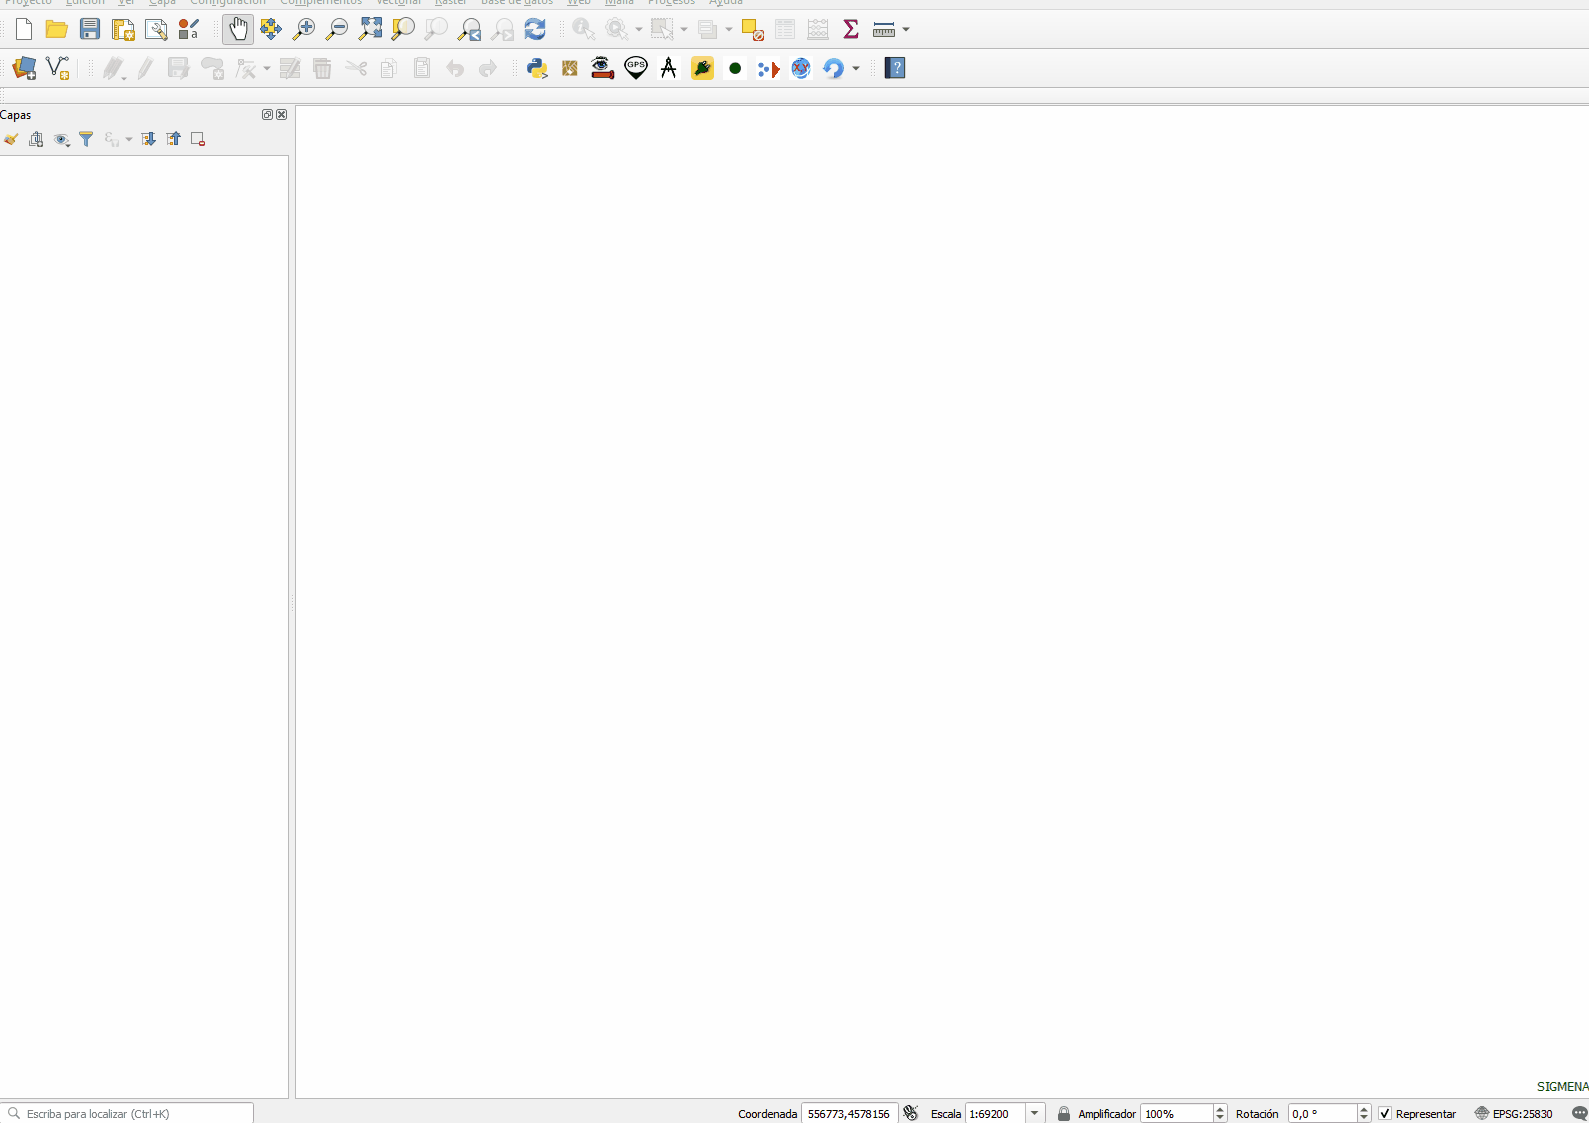 Proyecto Edición Ver Capa Configuración Complementos Vectorial Ráster Base de datos Web Malla Procesos Ayuda
a
GPS
X,Y
?
Capas
Escriba para localizar (Ctrl+K)
SIGMENA
Coordenada 556773,4578156 Escala 1:69200 Amplificador 100% Rotación 0,0 ° Representar EPSG:25830